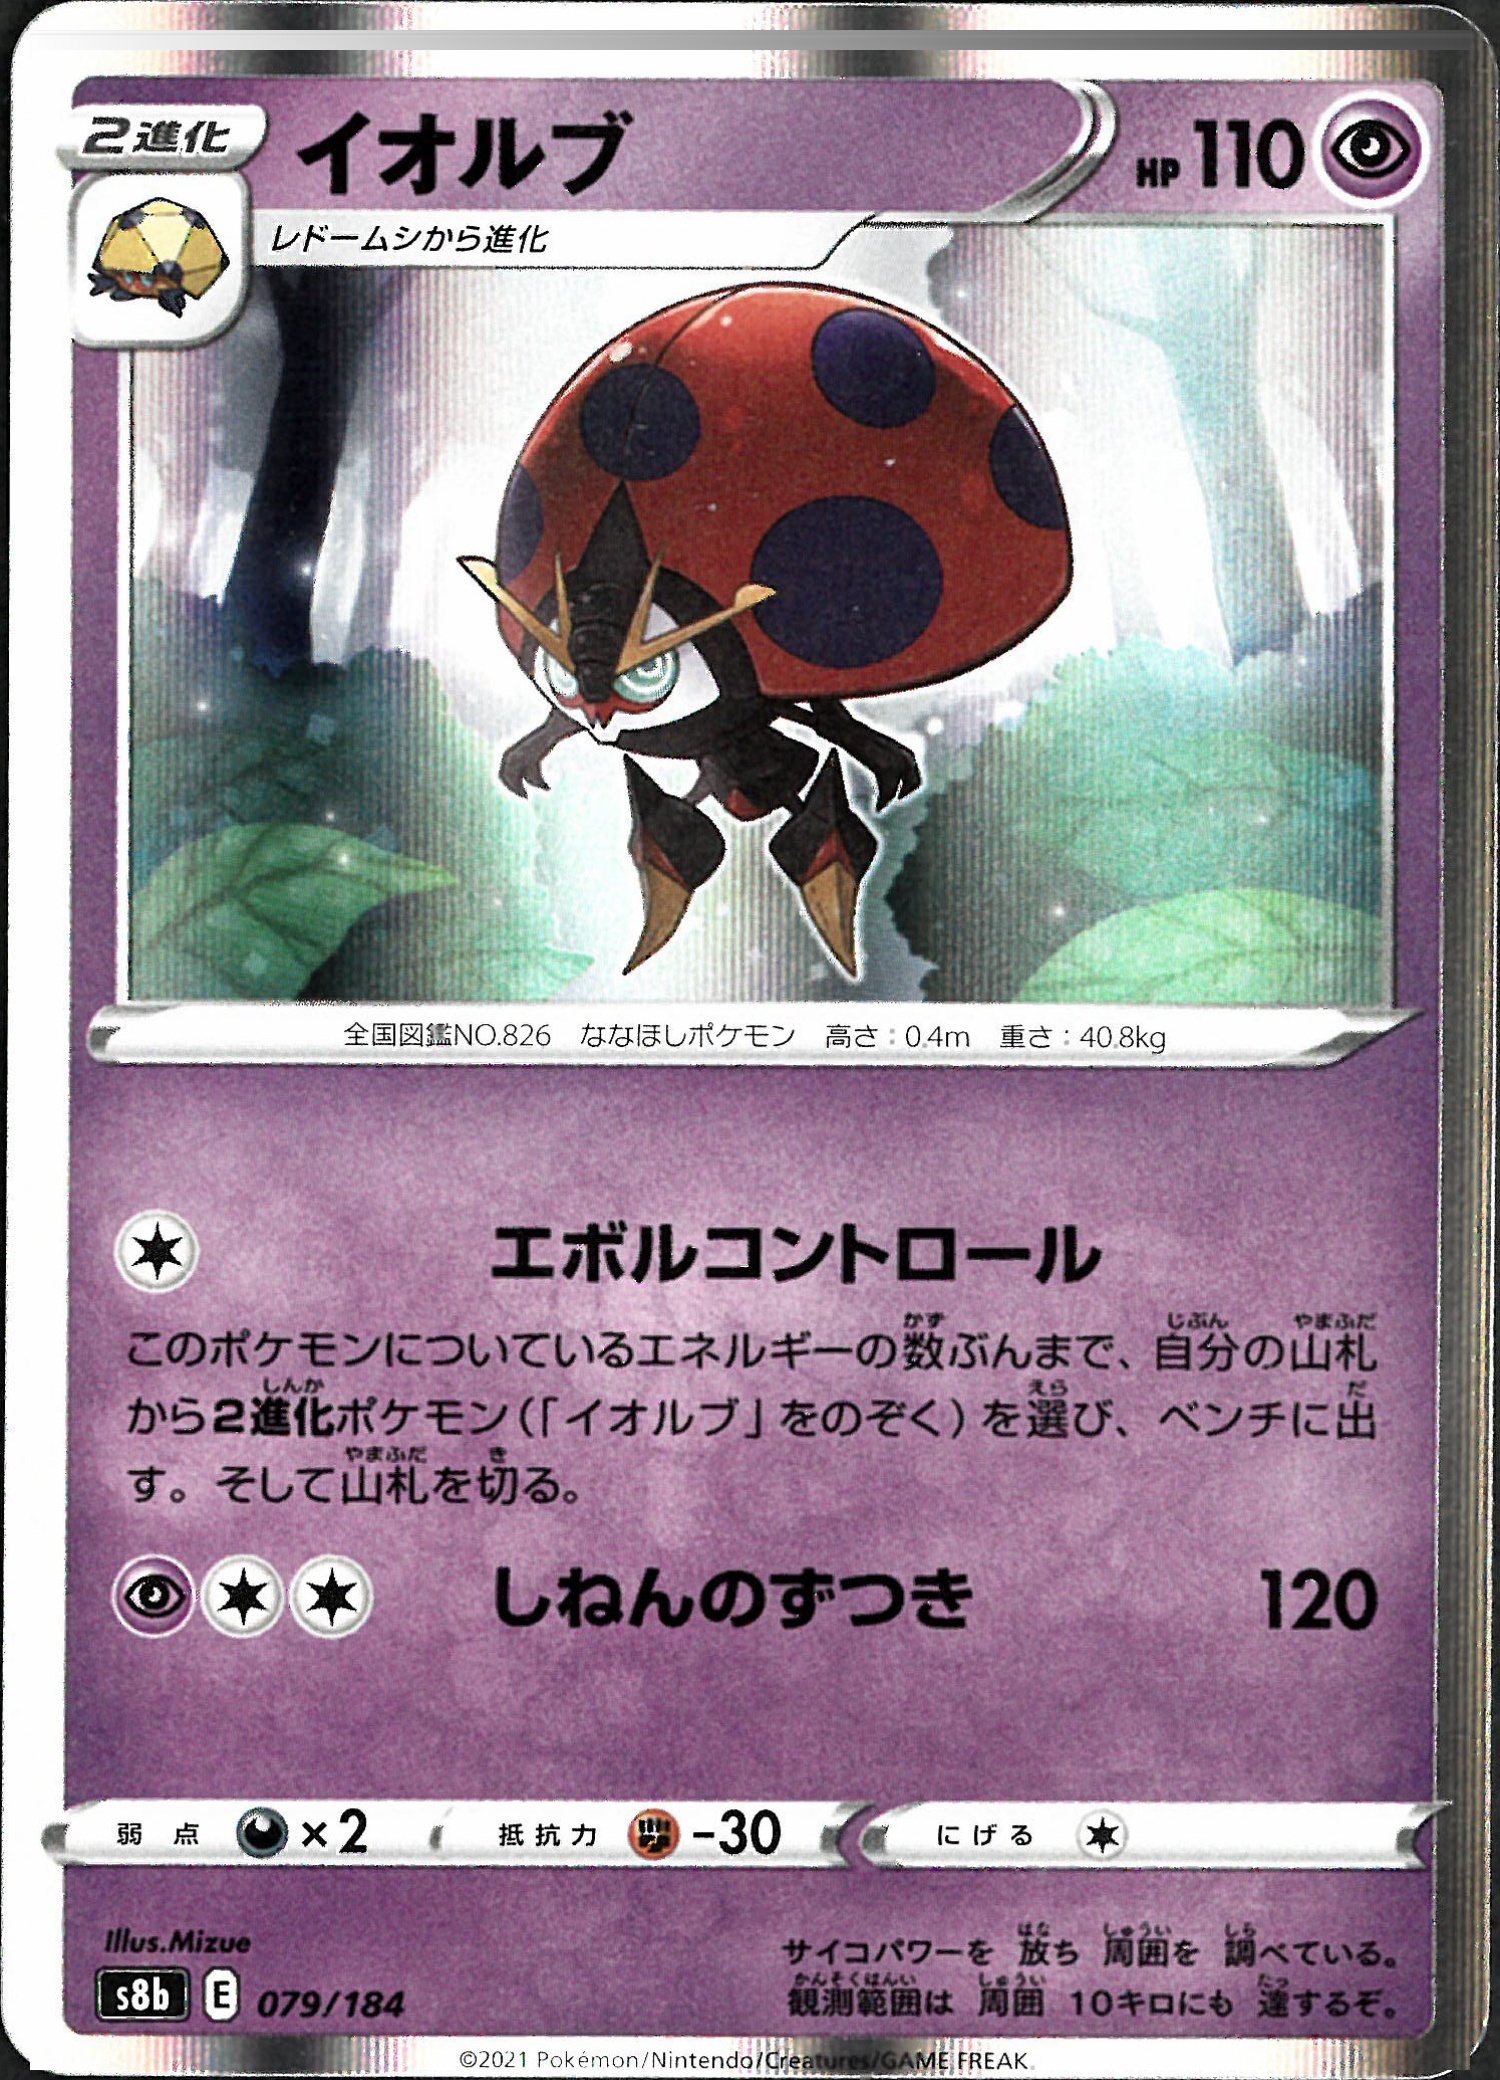 2進化
イオルブ
HP 110
レドームシから進化
全国図鑑NO.826 ななほしポケモン 高さ:0.4m 重さ:40.8kg
エボルコントロール
このポケモンについているエネルギーの数ぶんまで、自分の山札
から2進化ポケモン(「イオルブ」をのぞく)を選び、ベンチに出
す。そして山札を切る。
しねんのずつき 120
弱点 ×2 抵抗力 -30 にげる
Illus.Mizue
サイコパワーを 放ち 周囲を 調べている。
観測範囲は 周囲 10キロにも 達するぞ。
s8b E 079/184
©2021 Pokémon/Nintendo/Creatures/GAME FREAK.